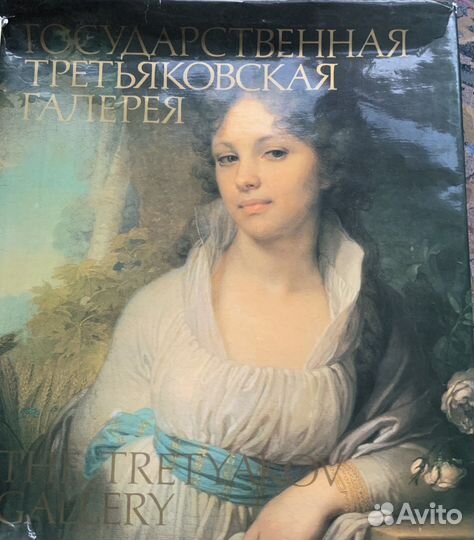 ГОСУДАРСТВЕННАЯ
ТРЕТЬЯКОВСКАЯ
ГАЛЕРЕЯ
THE TRETYAKOV
GALLERY
Avito